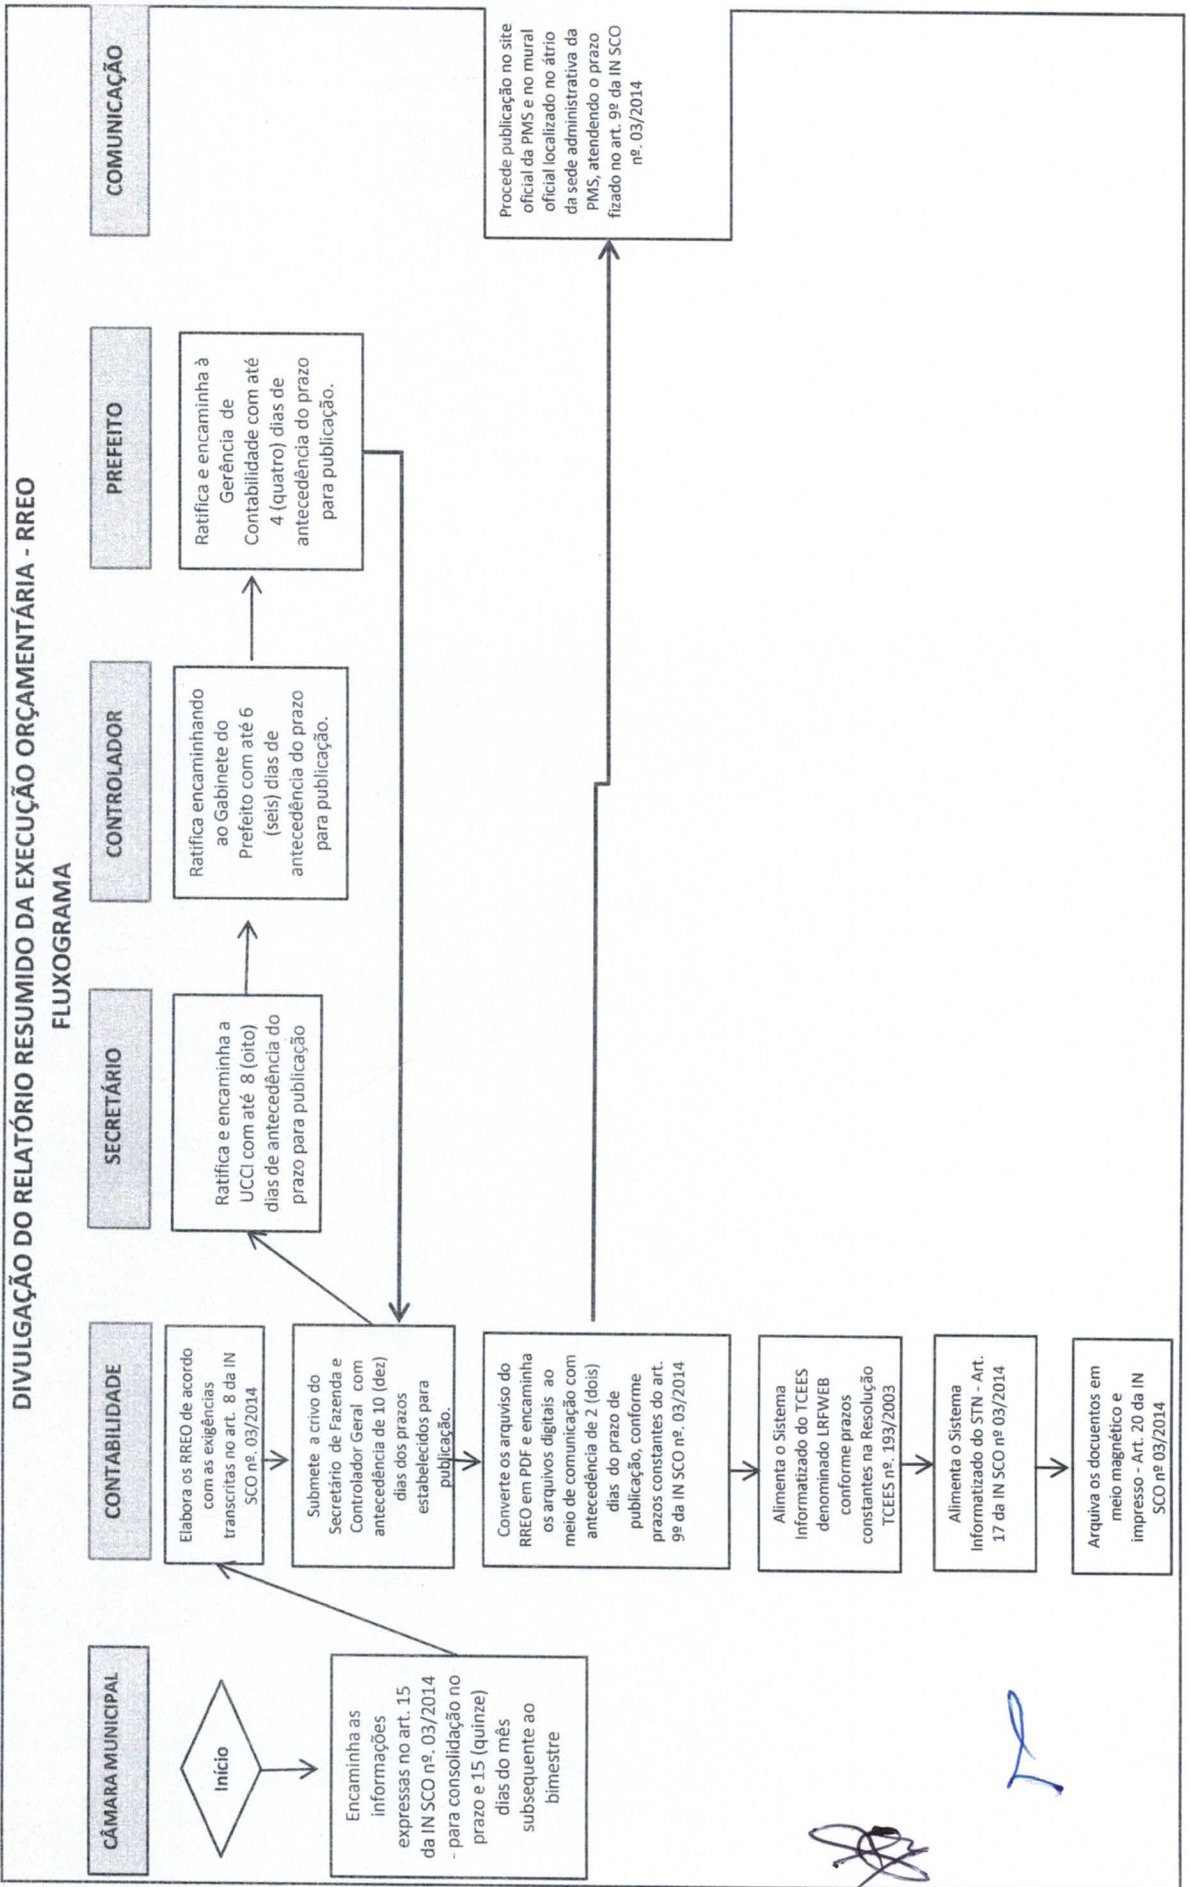 DIVULGAÇÃO DO RELATÓRIO RESUMIDO DA EXECUÇÃO ORÇAMENTÁRIA - RREO
FLUXOGRAMA
CÂMARA MUNICIPAL
Início
Encaminha as
informações
expressas no art. 15
da IN SCO nº. 03/2014
- para consolidação no
prazo e 15 (quinze)
dias do mês
subsequente ao
bimestre
CONTABILIDADE
Elabora os RREO de acordo
com as exigências
transcritas no art. 8 da IN
SCO nº. 03/2014
Submete a crivo do
Secretário de Fazenda e
Controlador Geral com
antecedência de 10 (dez)
dias dos prazos
estabelecidos para
publicação.
Converte os arquviso do
RREO em PDF e encaminha
os arquivos digitais ao
meio de comunicação com
antecedência de 2 (dois)
dias do prazo de
publicação, conforme
prazos constantes do art.
9º da IN SCO nº. 03/2014
Alimenta o Sistema
Informatizado do TCEES
denominado LRFWEB
conforme prazos
constantes na Resolução
TCEES nº. 193/2003
Alimenta o Sistema
Informatizado do STN - Art.
17 da IN SCO nº 03/2014
Arquiva os docuentos em
meio magnético e
impresso - Art. 20 da IN
SCO nº 03/2014
SECRETÁRIO
Ratifica e encaminha a
UCCI com até 8 (oito)
dias de antecedência do
prazo para publicação
CONTROLADOR
Ratifica encaminhando
ao Gabinete do
Prefeito com até 6
(seis) dias de
antecedência do prazo
para publicação.
PREFEITO
Ratifica e encaminha à
Gerência de
Contabilidade com até
4 (quatro) dias de
antecedência do prazo
para publicação.
COMUNICAÇÃO
Procede publicação no site
oficial da PMS e no mural
oficial localizado no átrio
da sede administrativa da
PMS, atendendo o prazo
fizado no art. 9º da IN SCO
nº. 03/2014